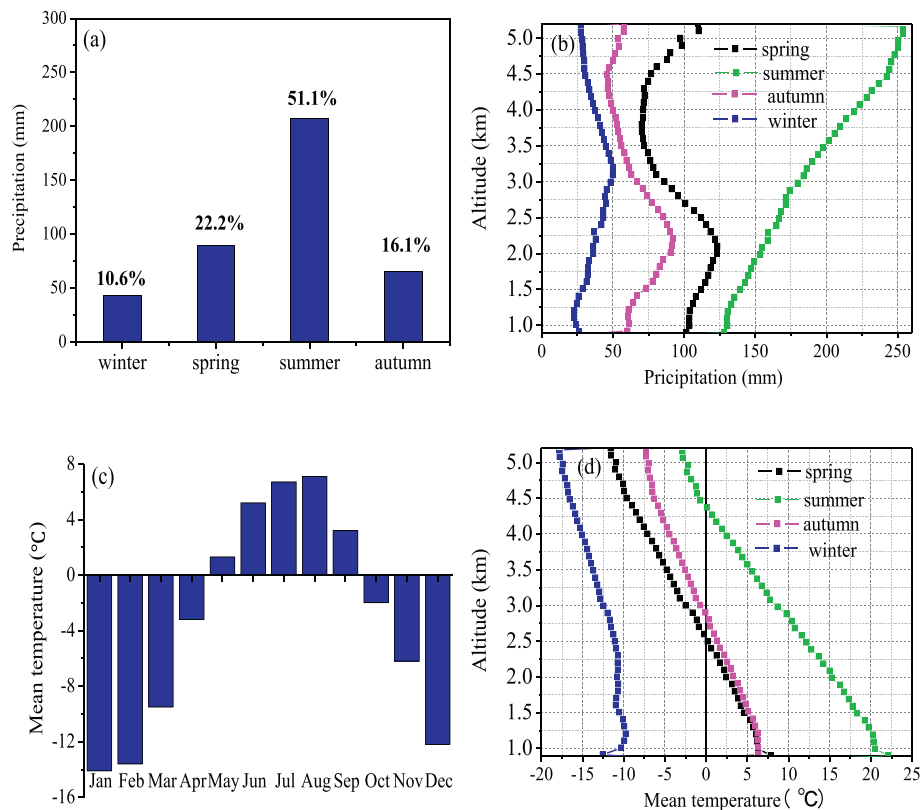 (a)
Precipitation (mm)
300
250
200
150
100
50
0
10.6%
22.2%
51.1%
16.1%
winter spring summer autumn
(b)
Altitude (km)
5.0
4.5
4.0
3.5
3.0
2.5
2.0
1.5
1.0
spring
summer
autumn
winter
0 50 100 150 200 250
Pricipitation (mm)
(c)
Mean temperature (°C)
8
4
0
-4
-8
-12
-16
Jan Feb Mar Apr May Jun Jul Aug Sep Oct Nov Dec
(d)
Altitude (km)
5.0
4.5
4.0
3.5
3.0
2.5
2.0
1.5
1.0
spring
summer
autumn
winter
-20 -15 -10 -5 0 5 10 15 20 25
Mean temperature( ℃)